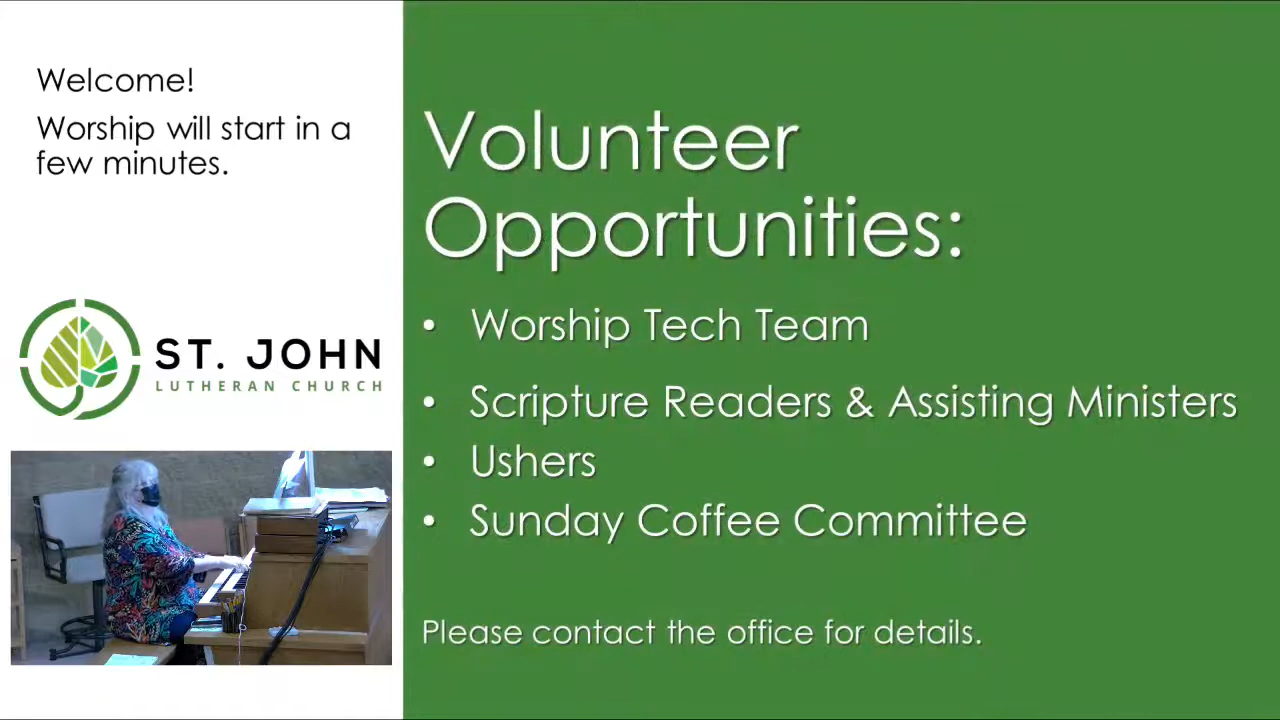 Welcome!
Worship will start in a
few minutes.
ST. JOHN
LUTHERAN CHURCH
Volunteer
Opportunities:
• Worship Tech Team
• Scripture Readers & Assisting Ministers
• Ushers
• Sunday Coffee Committee
Please contact the office for details.